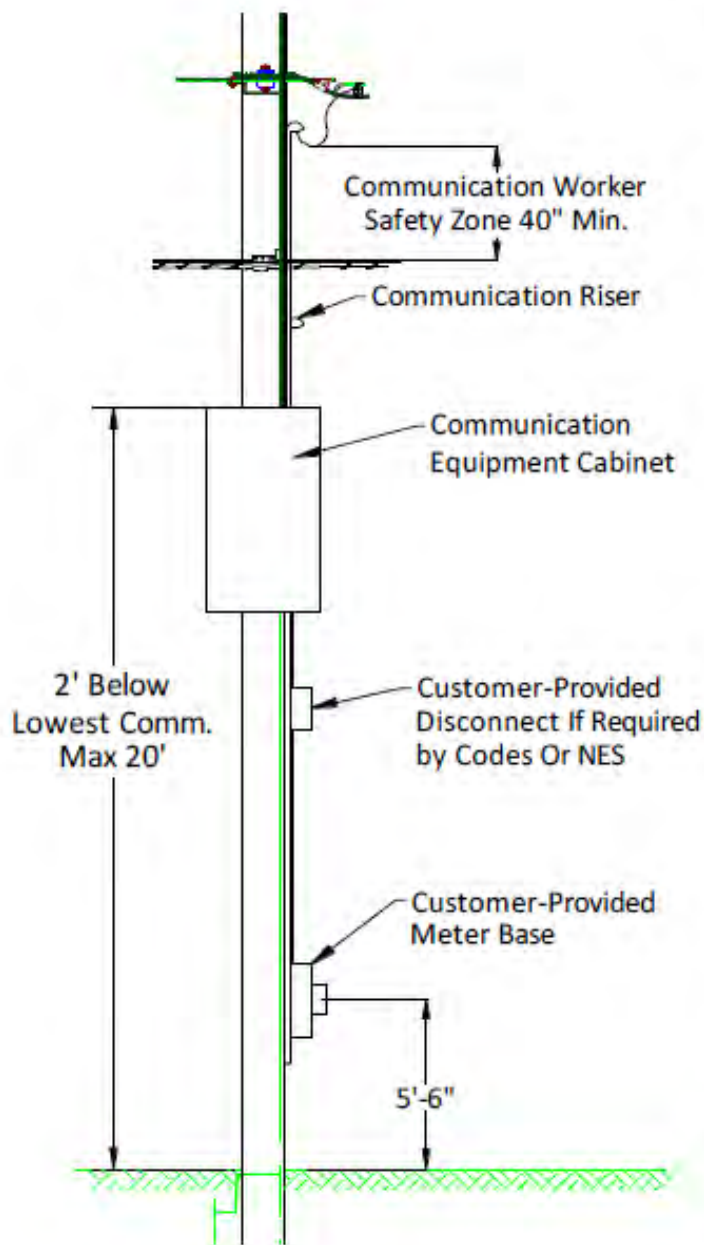 Communication Worker
Safety Zone 40" Min.
Communication Riser
Communication
Equipment Cabinet
2' Below
Lowest Comm.
Max 20'
Customer-Provided
Disconnect If Required
by Codes Or NES
Customer-Provided
Meter Base
5'-6"